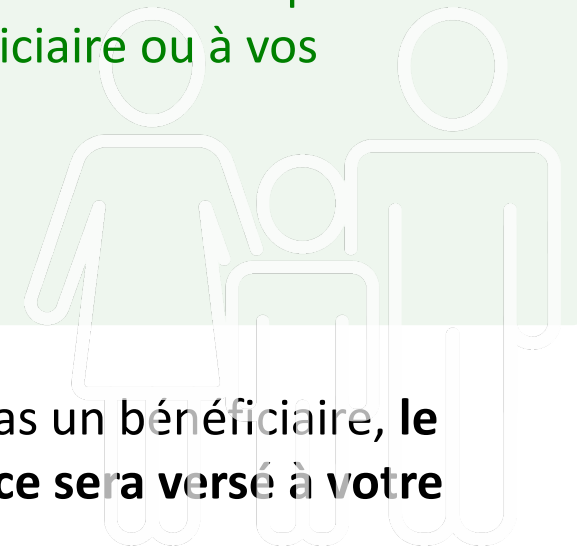 iciaire ou à vos
as un bénéficiaire, le
ce sera versé à votre